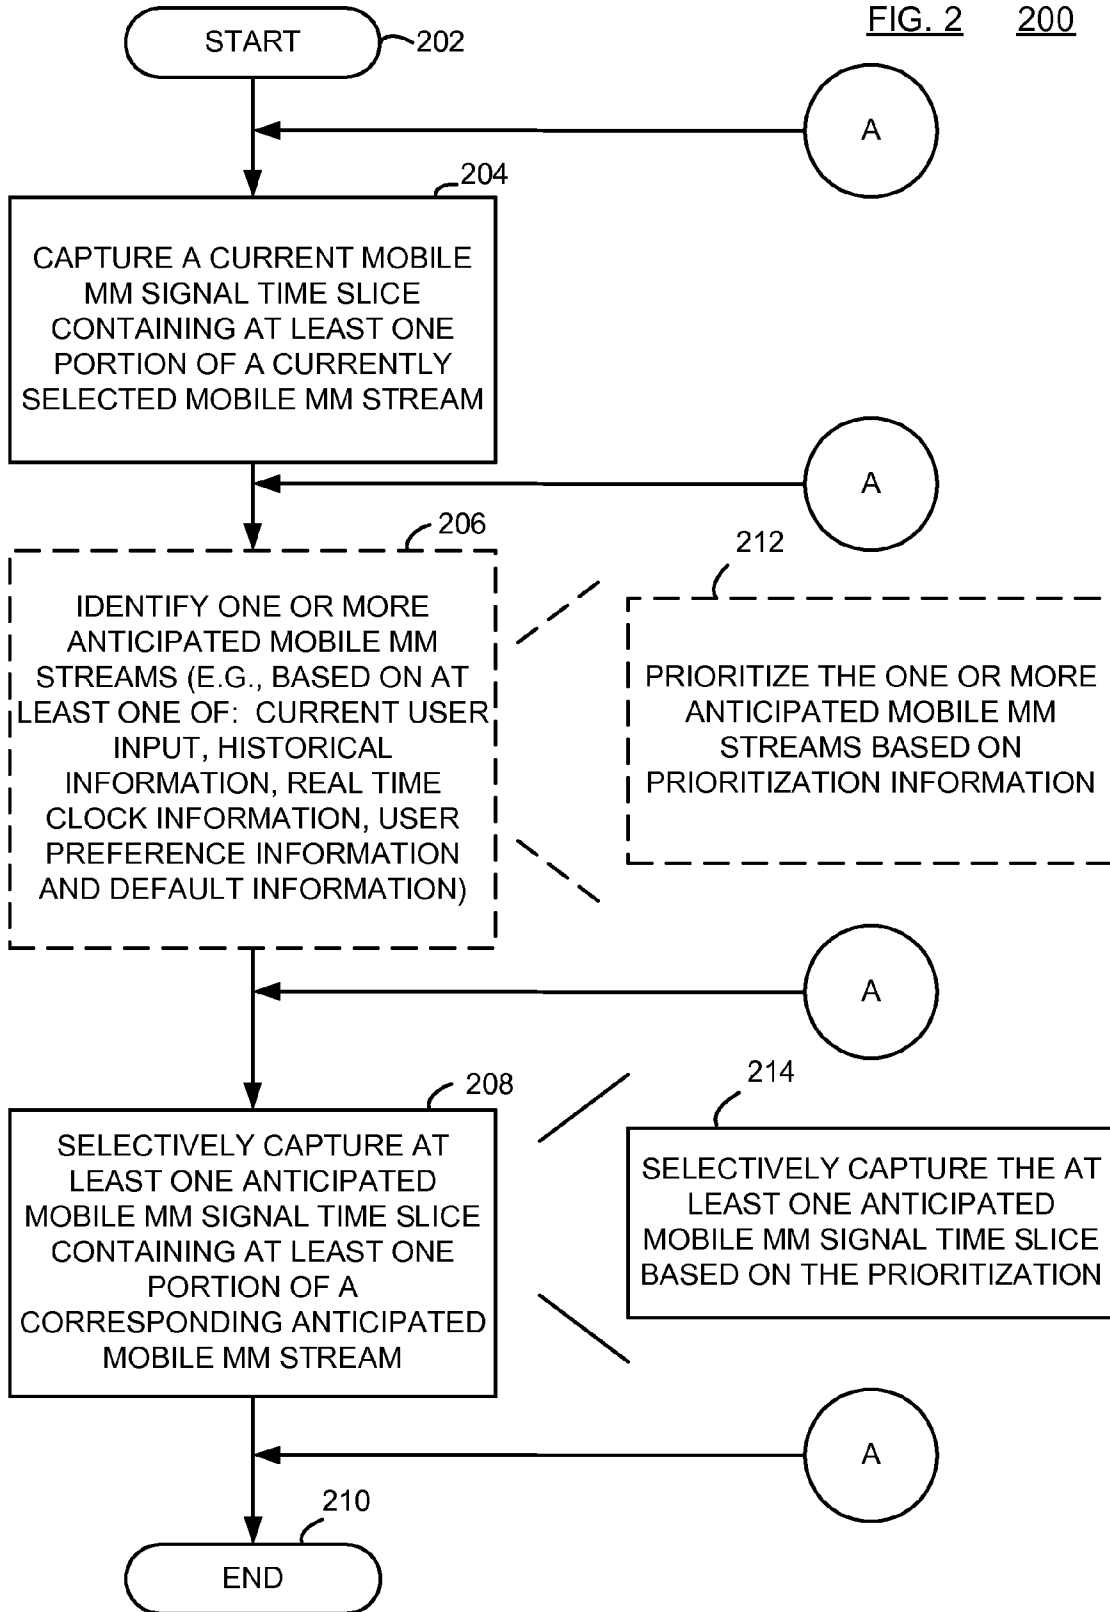 FIG. 2 200
START
202
A
204
CAPTURE A CURRENT MOBILE
MM SIGNAL TIME SLICE
CONTAINING AT LEAST ONE
PORTION OF A CURRENTLY
SELECTED MOBILE MM STREAM
A
206
IDENTIFY ONE OR MORE
ANTICIPATED MOBILE MM
STREAMS (E.G., BASED ON AT
LEAST ONE OF: CURRENT USER
INPUT, HISTORICAL
INFORMATION, REAL TIME
CLOCK INFORMATION, USER
PREFERENCE INFORMATION
AND DEFAULT INFORMATION)
212
PRIORITIZE THE ONE OR MORE
ANTICIPATED MOBILE MM
STREAMS BASED ON
PRIORITIZATION INFORMATION
A
208
SELECTIVELY CAPTURE AT
LEAST ONE ANTICIPATED
MOBILE MM SIGNAL TIME SLICE
CONTAINING AT LEAST ONE
PORTION OF A
CORRESPONDING ANTICIPATED
MOBILE MM STREAM
214
SELECTIVELY CAPTURE THE AT
LEAST ONE ANTICIPATED
MOBILE MM SIGNAL TIME SLICE
BASED ON THE PRIORITIZATION
A
210
END